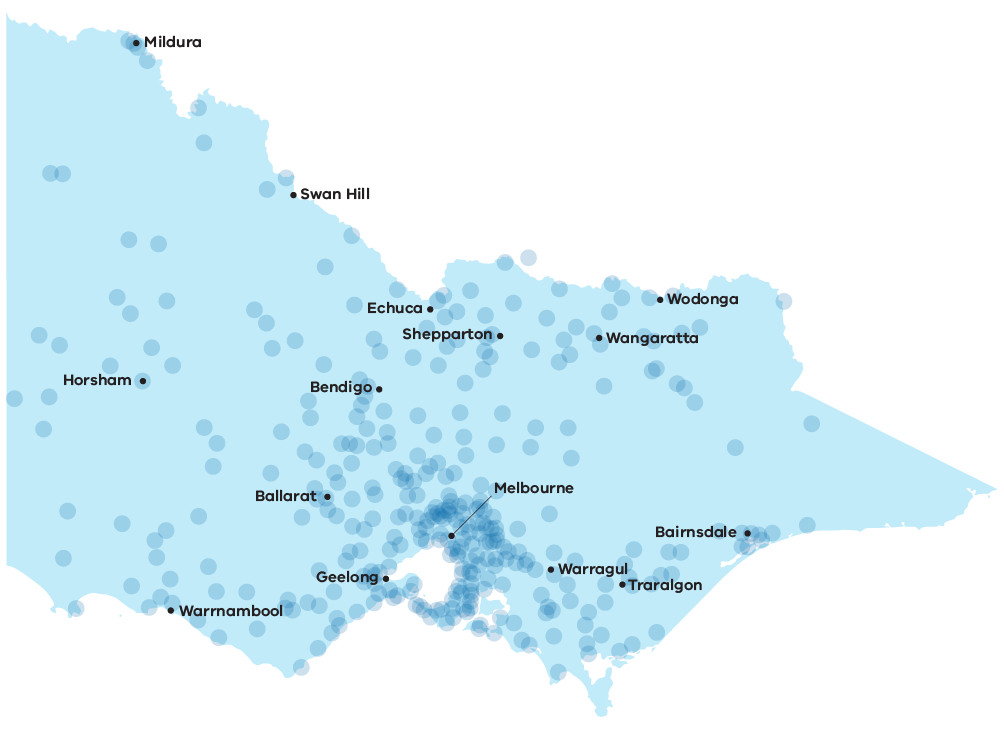 Mildura
Swan Hill
Wodonga
Echuca
Shepparton
Wangaratta
Horsham
Bendigo
Melbourne
Ballarat
Bairnsdale
Warragul
Geelong
Traralgon
Warrnambool